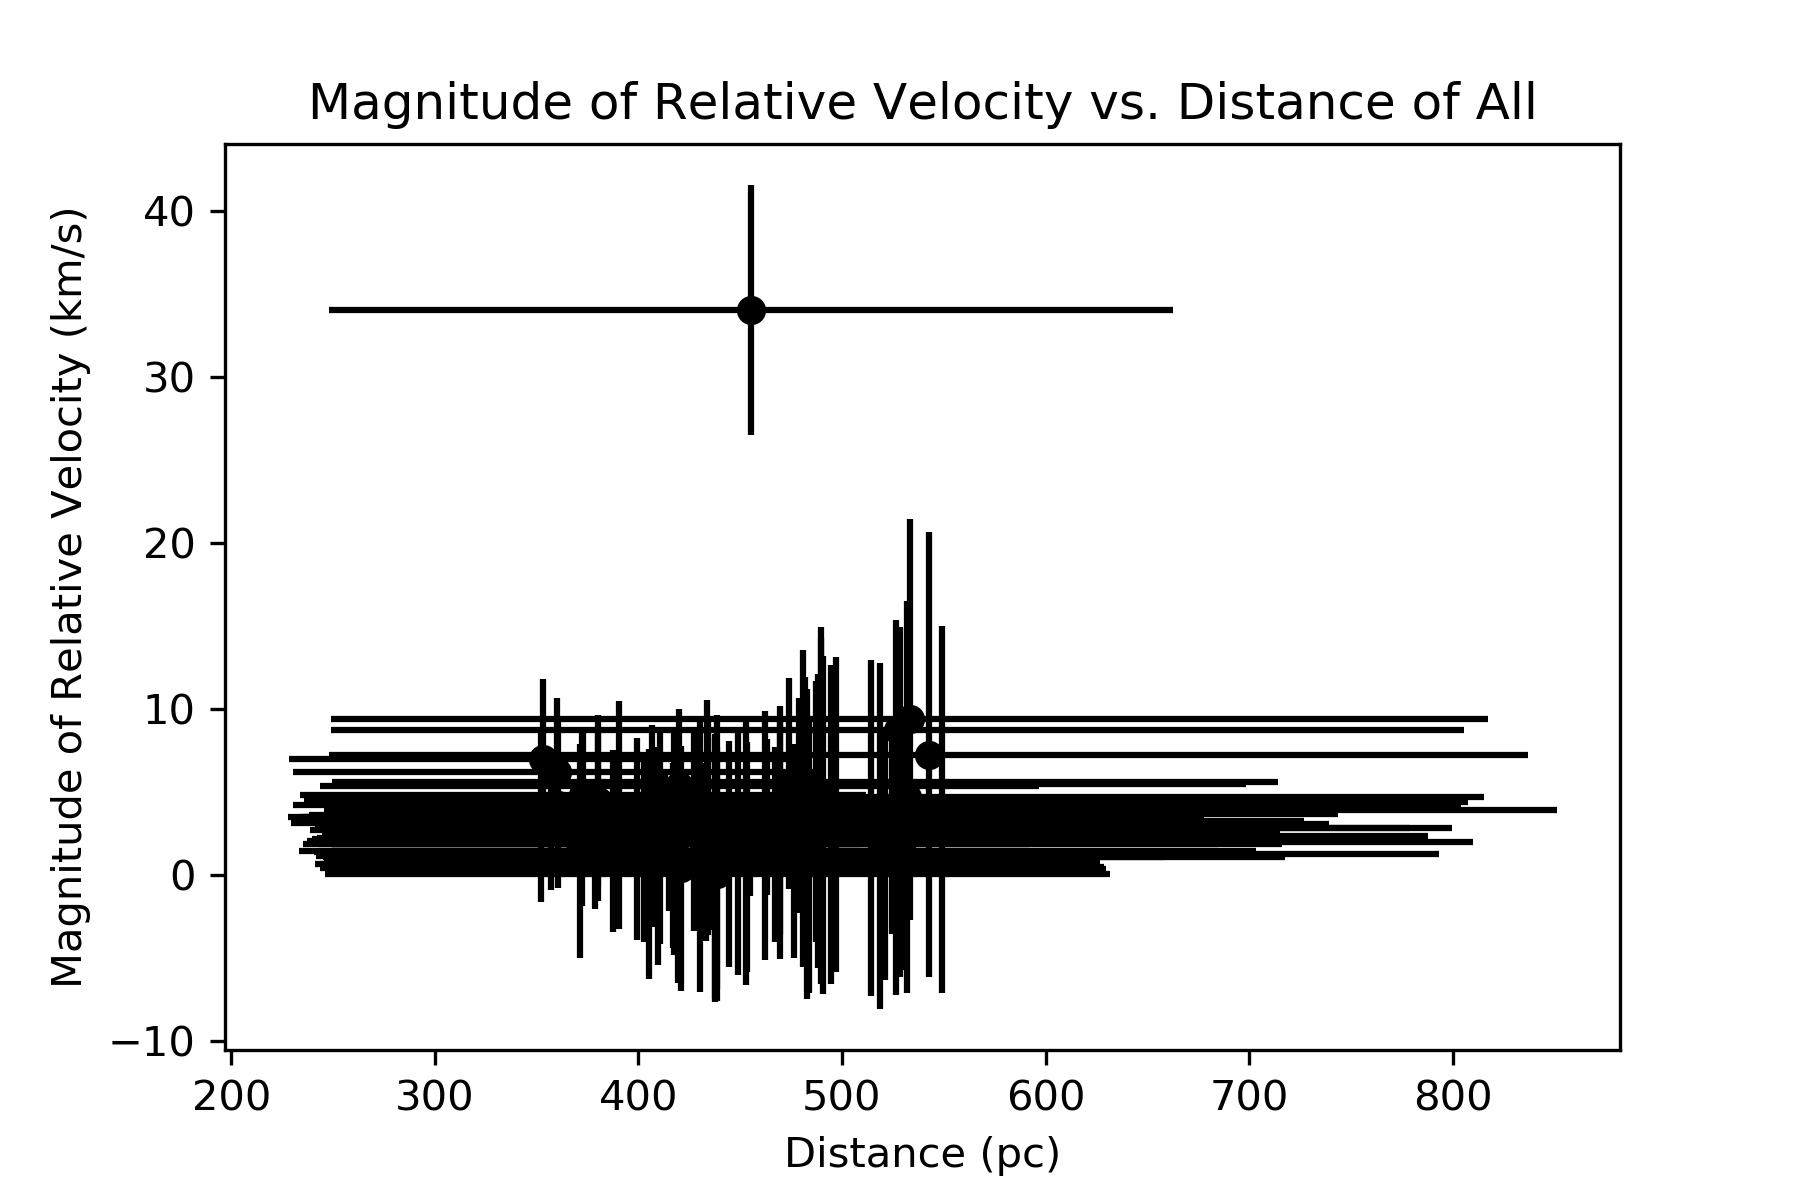 Magnitude of Relative Velocity vs. Distance of All
Magnitude of Relative Velocity (km/s)
40
30
20
10
0
−10
200 300 400 500 600 700 800
Distance (pc)